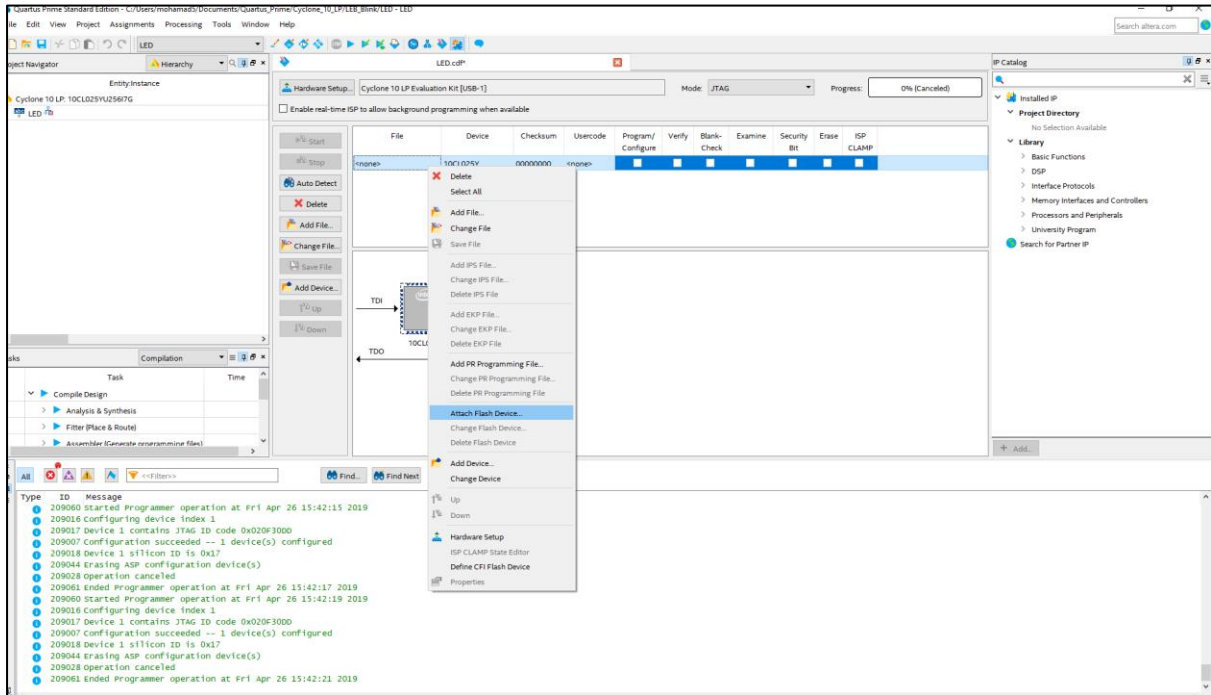 Quartus Prime Standard Edition - C:/Users/mohamad5/Documents/Quartus_Prime/Cyclone_10_LP/LEB_Blink/LED - LED
File Edit View Project Assignments Processing Tools Window Help
Search altera.com
LED
Project Navigator
Hierarchy
Entity:Instance
Cyclone 10 LP: 10CL025YU256I7G
LED
LED.cdf*
Hardware Setup...
Cyclone 10 LP Evaluation Kit [USB-1]
Mode: JTAG
Progress: 0% (Canceled)
Enable real-time ISP to allow background programming when available
Start
Stop
Auto Detect
Delete
Add File...
Change File...
Save File
Add Device...
Up
Down
File Device Checksum Usercode Program/ Configure Verify Blank- Check Examine Security Bit Erase ISP CLAMP
<none> 10CL025Y 00000000 <none>
TDI
10CL0
TDO
Delete
Select All
Add File...
Change File
Save File
Add IPS File...
Change IPS File...
Delete IPS File
Add EKP File...
Change EKP File...
Delete EKP File
Add PR Programming File...
Change PR Programming File...
Delete PR Programming File
Attach Flash Device...
Change Flash Device...
Delete Flash Device
Add Device...
Change Device
Up
Down
Hardware Setup
ISP CLAMP State Editor
Define CFI Flash Device
Properties
IP Catalog
Installed IP
Project Directory
No Selection Available
Library
Basic Functions
DSP
Interface Protocols
Memory Interfaces and Controllers
Processors and Peripherals
University Program
Search for Partner IP
+ Add...
Tasks
Compilation
Task Time
Compile Design
Analysis & Synthesis
Fitter (Place & Route)
Assembler (Generate programming files)
All
<<Filter>>
Find...
Find Next
Type ID Message
209060 Started Programmer operation at Fri Apr 26 15:42:15 2019
209016 Configuring device index 1
209017 Device 1 contains JTAG ID code 0x020F30DD
209007 Configuration succeeded -- 1 device(s) configured
209018 Device 1 silicon ID is 0x17
209044 Erasing ASP configuration device(s)
209028 Operation canceled
209061 Ended Programmer operation at Fri Apr 26 15:42:17 2019
209060 Started Programmer operation at Fri Apr 26 15:42:19 2019
209016 Configuring device index 1
209017 Device 1 contains JTAG ID code 0x020F30DD
209007 Configuration succeeded -- 1 device(s) configured
209018 Device 1 silicon ID is 0x17
209044 Erasing ASP configuration device(s)
209028 Operation canceled
209061 Ended Programmer operation at Fri Apr 26 15:42:21 2019